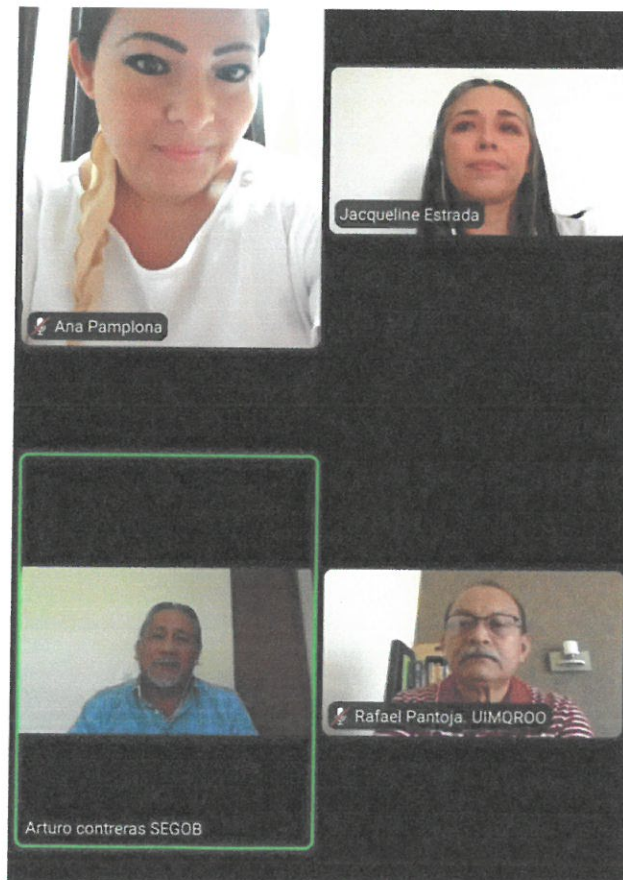 Jacqueline Estrada
Ana Pamplona
Arturo contreras SEGOB
Rafael Pantoja. UIMQROO